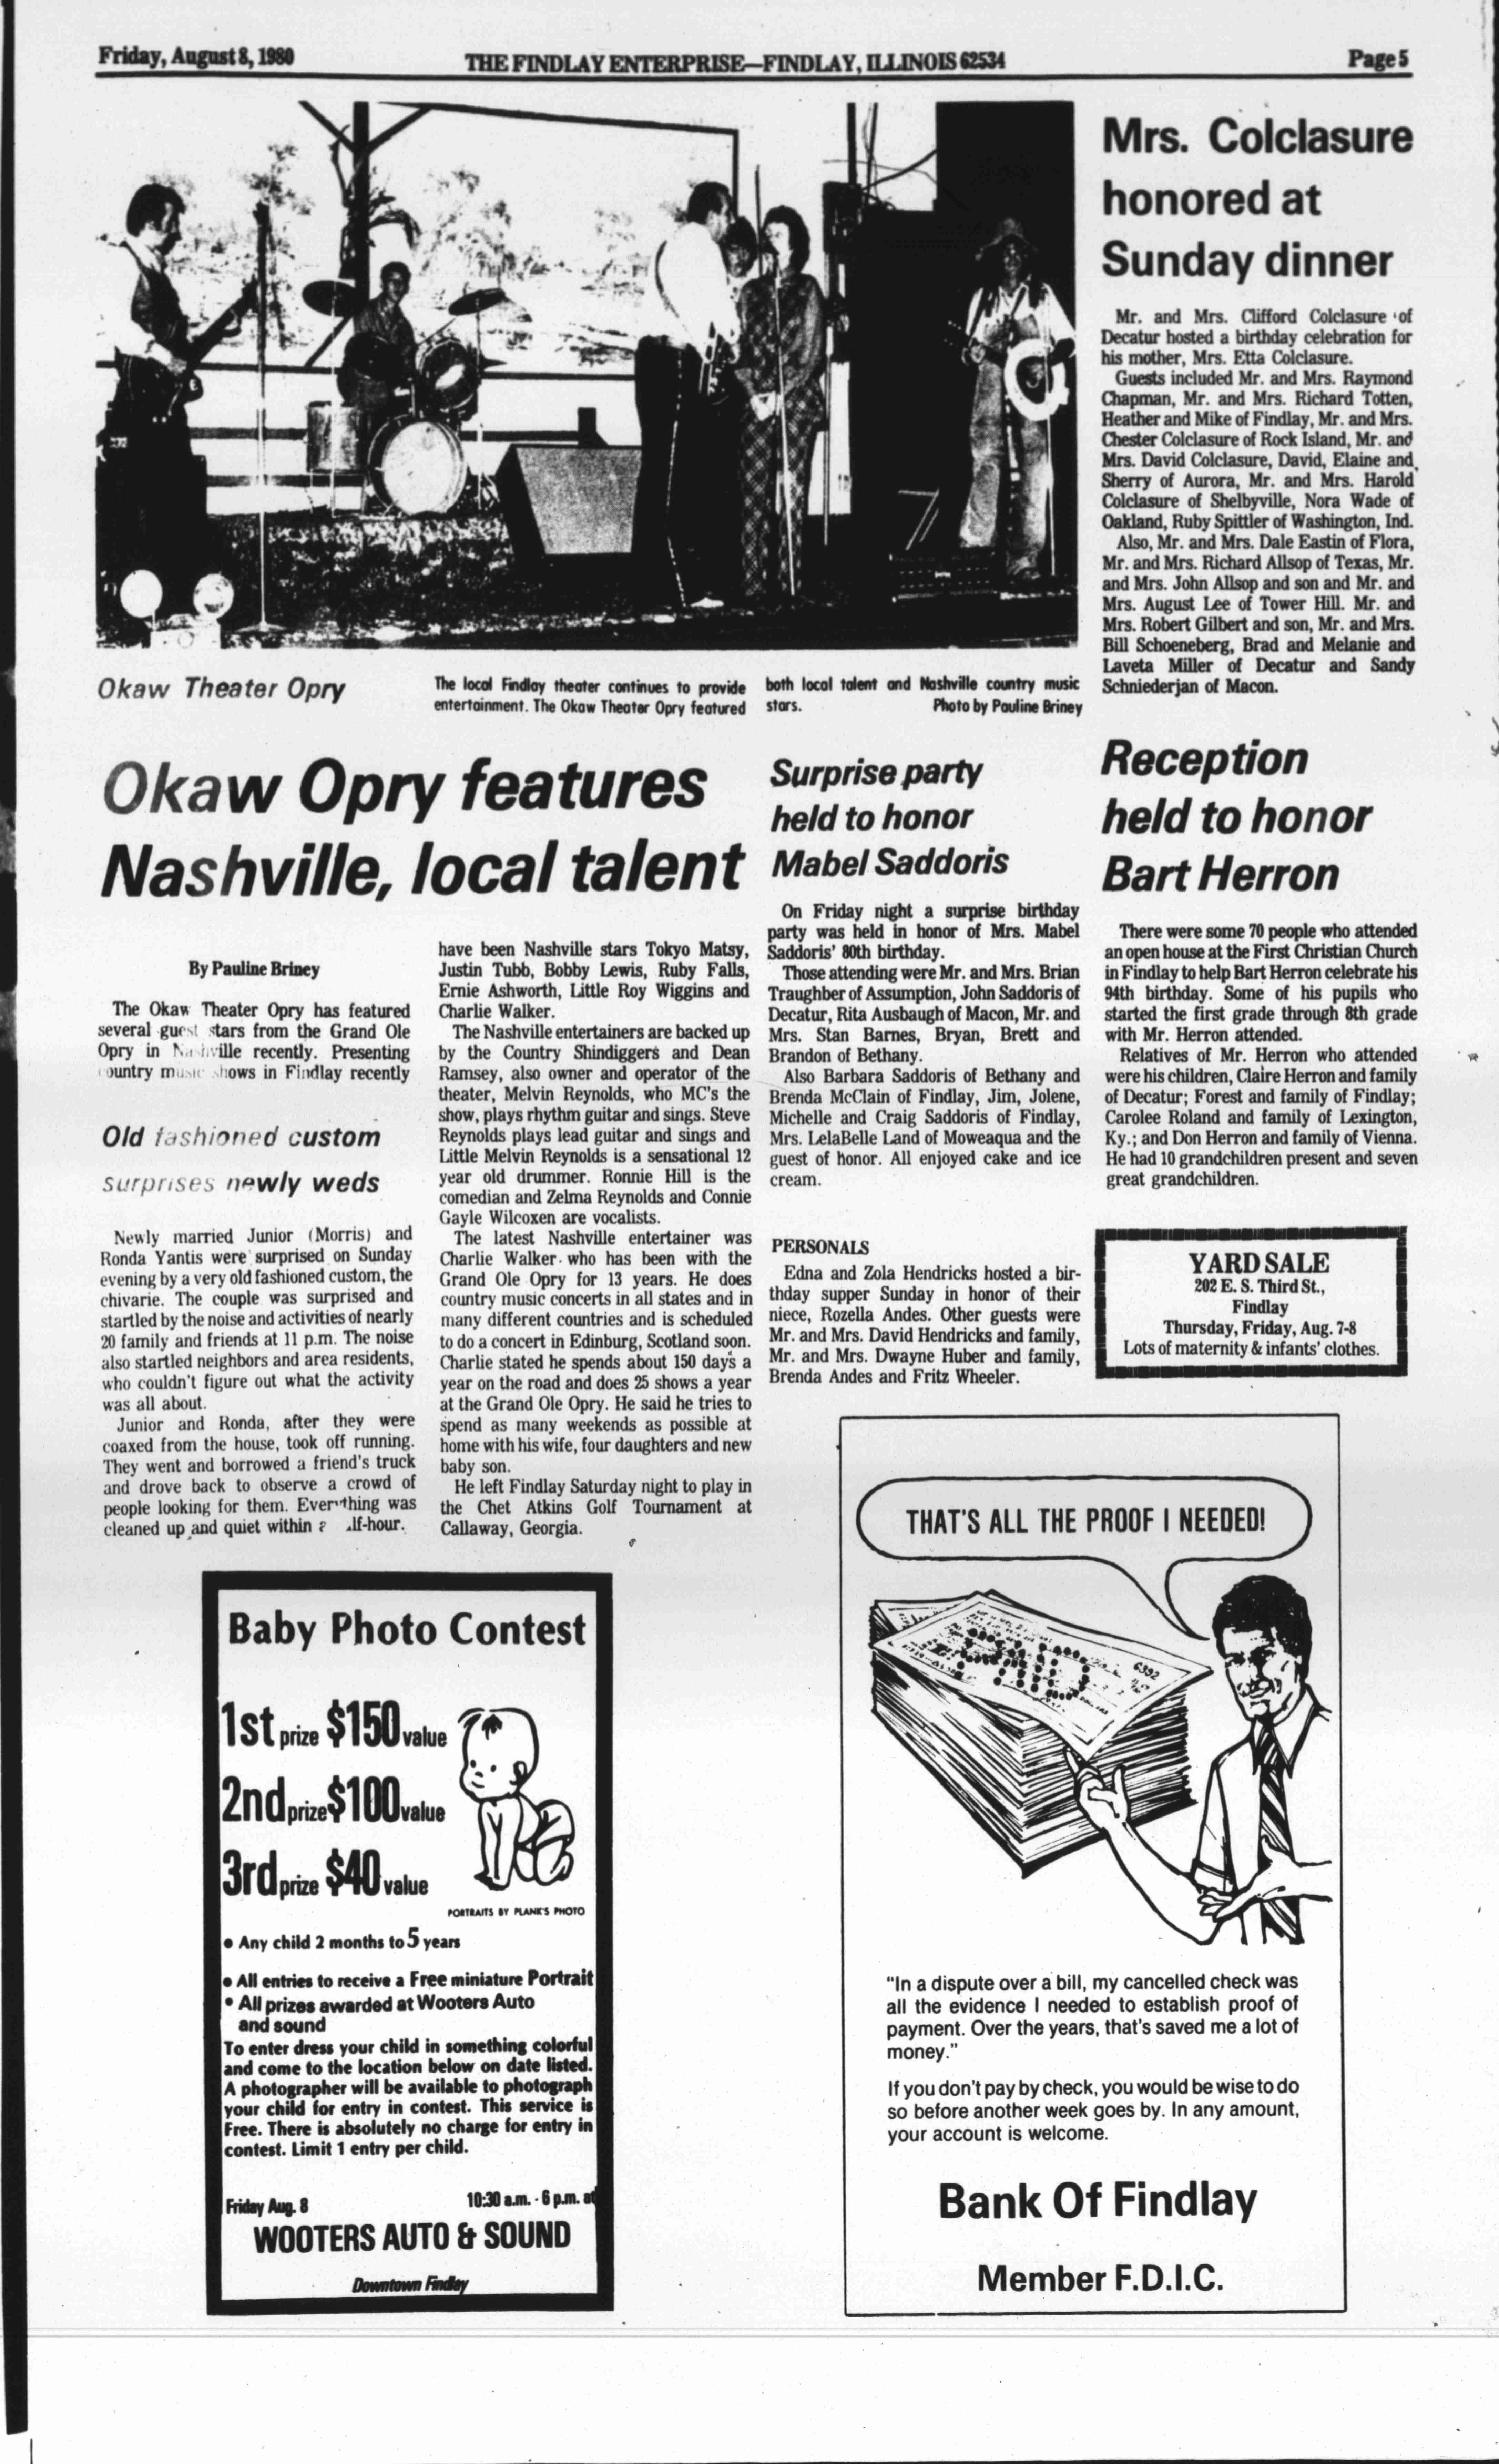 Friday, August 8, 1980
THE FINDLAY ENTERPRISE—FINDLAY, ILLINOIS 62534
Page 5
Okaw Theater Opry
The local Findlay theater continues to provide
entertainment. The Okaw Theater Opry featured
both local talent and Nashville country music
stars.
Photo by Pauline Briney
Mrs. Colclasure
honored at
Sunday dinner
Mr. and Mrs. Clifford Colclasure of
Decatur hosted a birthday celebration for
his mother, Mrs. Etta Colclasure.
Guests included Mr. and Mrs. Raymond
Chapman, Mr. and Mrs. Richard Totten,
Heather and Mike of Findlay, Mr. and Mrs.
Chester Colclasure of Rock Island, Mr. and
Mrs. David Colclasure, David, Elaine and
Sherry of Aurora, Mr. and Mrs. Harold
Colclasure of Shelbyville, Nora Wade of
Oakland, Ruby Spittler of Washington, Ind.
Also, Mr. and Mrs. Dale Eastin of Flora,
Mr. and Mrs. Richard Allsop of Texas, Mr.
and Mrs. John Allsop and son and Mr. and
Mrs. August Lee of Tower Hill. Mr. and
Mrs. Robert Gilbert and son, Mr. and Mrs.
Bill Schoeneberg, Brad and Melanie and
Laveta Miller of Decatur and Sandy
Schniederjan of Macon.
Okaw Opry features
Nashville, local talent
By Pauline Briney
The Okaw Theater Opry has featured
several guest stars from the Grand Ole
Opry in Nashville recently. Presenting
country music shows in Findlay recently
have been Nashville stars Tokyo Matsy,
Justin Tubb, Bobby Lewis, Ruby Falls,
Ernie Ashworth, Little Roy Wiggins and
Charlie Walker.
The Nashville entertainers are backed up
by the Country Shindiggers and Dean
Ramsey, also owner and operator of the
theater, Melvin Reynolds, who MC's the
show, plays rhythm guitar and sings. Steve
Reynolds plays lead guitar and sings and
Little Melvin Reynolds is a sensational 12
year old drummer. Ronnie Hill is the
comedian and Zelma Reynolds and Connie
Gayle Wilcoxen are vocalists.
The latest Nashville entertainer was
Charlie Walker who has been with the
Grand Ole Opry for 13 years. He does
country music concerts in all states and in
many different countries and is scheduled
to do a concert in Edinburg, Scotland soon.
Charlie stated he spends about 150 days a
year on the road and does 25 shows a year
at the Grand Ole Opry. He said he tries to
spend as many weekends as possible at
home with his wife, four daughters and new
baby son.
He left Findlay Saturday night to play in
the Chet Atkins Golf Tournament at
Callaway, Georgia.
Old fashioned custom
surprises newly weds
Newly married Junior (Morris) and
Ronda Yantis were surprised on Sunday
evening by a very old fashioned custom, the
chivarie. The couple was surprised and
startled by the noise and activities of nearly
20 family and friends at 11 p.m. The noise
also startled neighbors and area residents,
who couldn't figure out what the activity
was all about.
Junior and Ronda, after they were
coaxed from the house, took off running.
They went and borrowed a friend's truck
and drove back to observe a crowd of
people looking for them. Everything was
cleaned up and quiet within a half-hour.
Surprise party
held to honor
Mabel Saddoris
On Friday night a surprise birthday
party was held in honor of Mrs. Mabel
Saddoris' 80th birthday.
Those attending were Mr. and Mrs. Brian
Traughber of Assumption, John Saddoris of
Decatur, Rita Ausbaugh of Macon, Mr. and
Mrs. Stan Barnes, Bryan, Brett and
Brandon of Bethany.
Also Barbara Saddoris of Bethany and
Brenda McClain of Findlay, Jim, Jolene,
Michelle and Craig Saddoris of Findlay,
Mrs. LelaBelle Land of Moweaqua and the
guest of honor. All enjoyed cake and ice
cream.
PERSONALS
Edna and Zola Hendricks hosted a bir-
thday supper Sunday in honor of their
niece, Rozella Andes. Other guests were
Mr. and Mrs. David Hendricks and family,
Mr. and Mrs. Dwayne Huber and family,
Brenda Andes and Fritz Wheeler.
Reception
held to honor
Bart Herron
There were some 70 people who attended
an open house at the First Christian Church
in Findlay to help Bart Herron celebrate his
94th birthday. Some of his pupils who
started the first grade through 8th grade
with Mr. Herron attended.
Relatives of Mr. Herron who attended
were his children, Claire Herron and family
of Decatur; Forest and family of Findlay;
Carolee Roland and family of Lexington,
Ky.; and Don Herron and family of Vienna.
He had 10 grandchildren present and seven
great grandchildren.
YARD SALE
202 E. S. Third St.,
Findlay
Thursday, Friday, Aug. 7-8
Lots of maternity & infants' clothes.
Baby Photo Contest
1st prize $150 value
2nd prize $100 value
3rd prize $40 value
PORTRAITS BY PLANK'S PHOTO
• Any child 2 months to 5 years
• All entries to receive a Free miniature Portrait
• All prizes awarded at Wooters Auto
and sound
To enter dress your child in something colorful
and come to the location below on date listed.
A photographer will be available to photograph
your child for entry in contest. This service is
Free. There is absolutely no charge for entry in
contest. Limit 1 entry per child.
Friday Aug. 8
10:30 a.m. - 6 p.m. at
WOOTERS AUTO & SOUND
Downtown Findlay
THAT'S ALL THE PROOF I NEEDED!
PAID
6392
"In a dispute over a bill, my cancelled check was
all the evidence I needed to establish proof of
payment. Over the years, that's saved me a lot of
money."
If you don't pay by check, you would be wise to do
so before another week goes by. In any amount,
your account is welcome.
Bank Of Findlay
Member F.D.I.C.